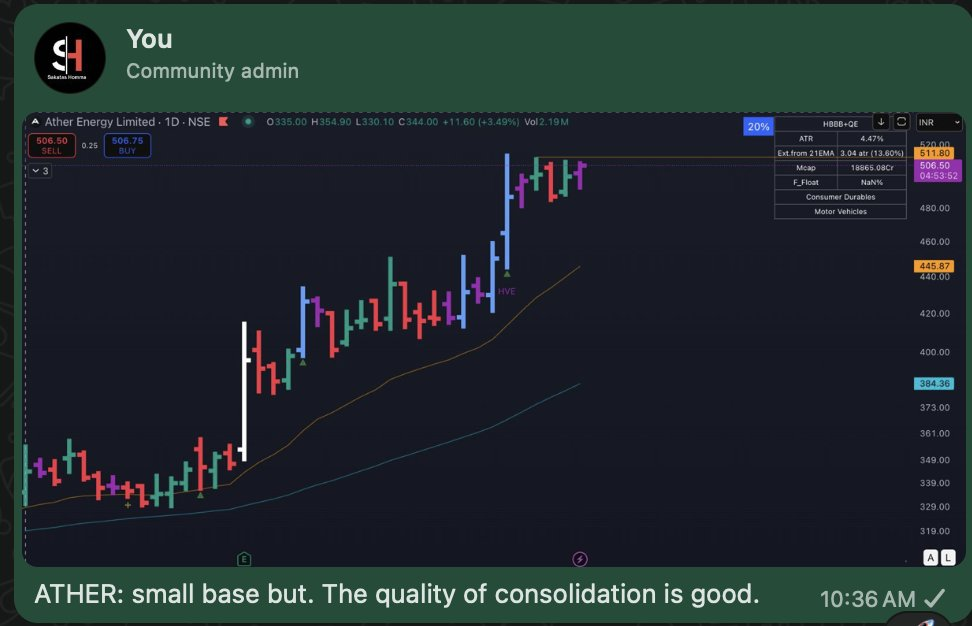 You
Community admin
SH
Sakatas Homma
Ather Energy Limited · 1D · NSE
O335.00 H354.90 L330.10 C344.00 +11.60 (+3.49%) Vol2.19M
506.50 SELL
0.25
506.75 BUY
3
20%
HBBB+QE
ATR 4.47%
Ext.from 21EMA 3.04 atr (13.60%)
Mcap 18865.08Cr
F_Float NaN%
Consumer Durables
Motor Vehicles
INR
520.00
511.80
506.50
04:53:52
480.00
460.00
445.87
440.00
420.00
400.00
384.36
373.00
361.00
349.00
339.00
329.00
319.00
HVE
E
A L
ATHER: small base but. The quality of consolidation is good.
10:36 AM